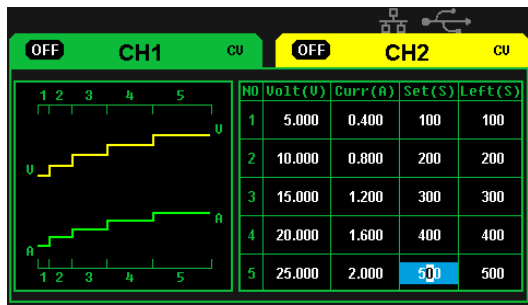 OFF CH1 CV OFF CH2 CV
1 2 3 4 5
V
V
A
A
1 2 3 4 5
NO Volt(V) Curr(A) Set(S) Left(S)
1 5.000 0.400 100 100
2 10.000 0.800 200 200
3 15.000 1.200 300 300
4 20.000 1.600 400 400
5 25.000 2.000 500 500